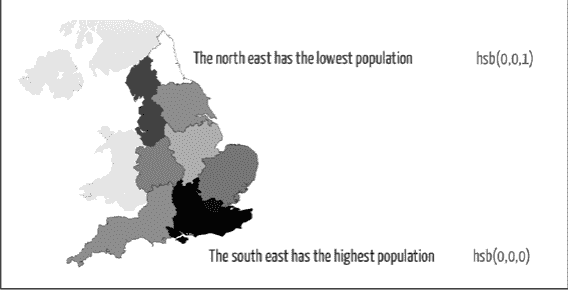 The north east has the lowest population hsb(0,0,1)
The south east has the highest population hsb(0,0,0)